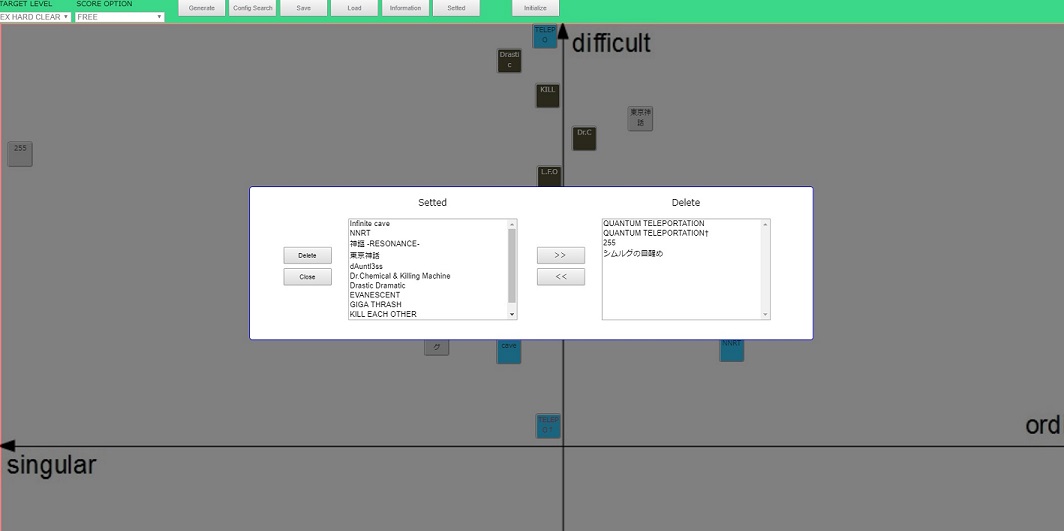 TARGET LEVEL
SCORE OPTION
EX HARD CLEAR
FREE
Generate
Config Search
Save
Load
Information
Setted
Initialize
TELEP
O
difficult
Drasti
c
KILL
東京神
話
Dr.C
255
L.F.O
Setted
Delete
Infinite cave
NNRT
神話 -RESONANCE-
東京神話
dAuntl3ss
Dr.Chemical & Killing Machine
Drastic Dramatic
EVANESCENT
GIGA THRASH
KILL EACH OTHER
Delete
Close
>>
<<
QUANTUM TELEPORTATION
QUANTUM TELEPORTATION†
255
シムルグの目醒め
グ
cave
NNRT
TELEP
O†
ord
singular